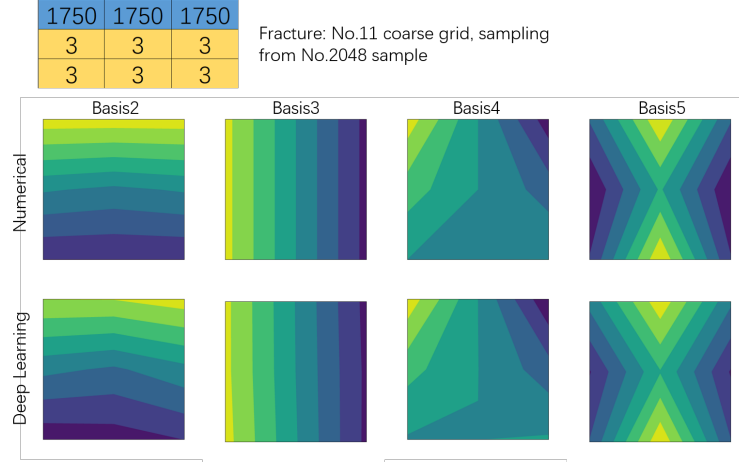 1750 1750 1750
3 3 3
3 3 3
Fracture: No.11 coarse grid, sampling
from No.2048 sample
Basis2 Basis3 Basis4 Basis5
Numerical
Deep Learning